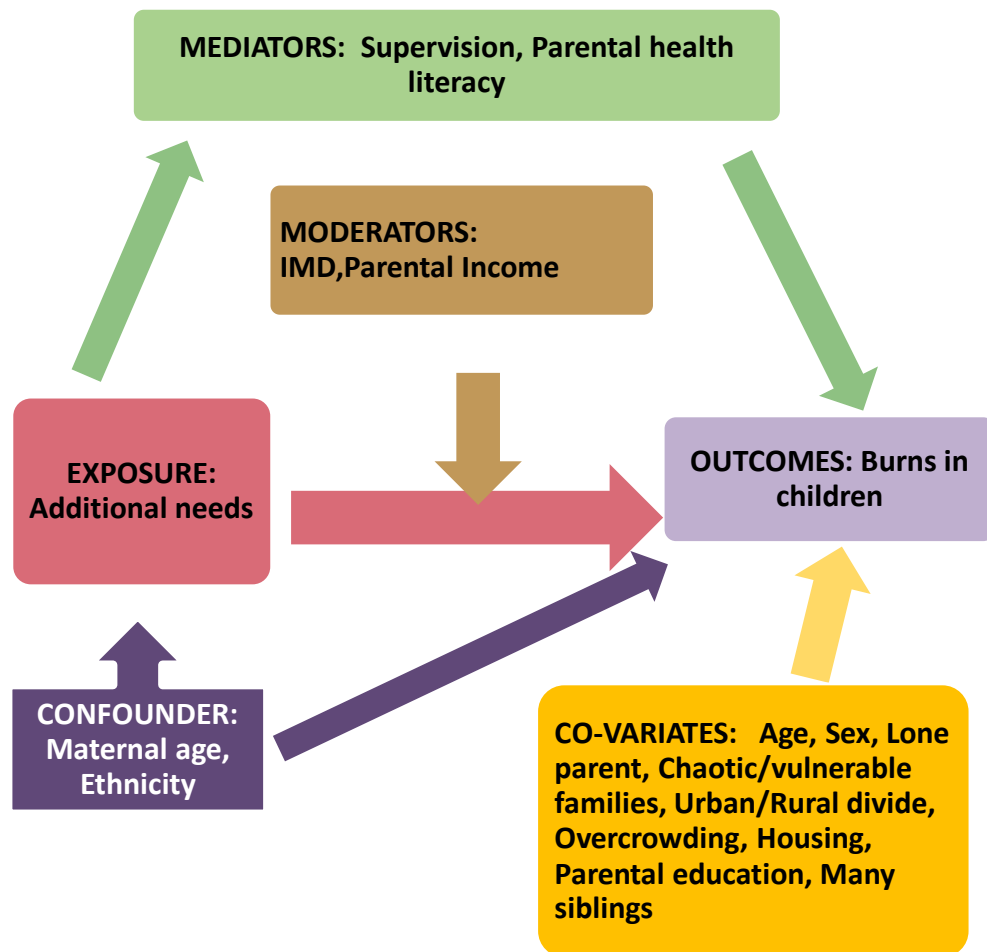 MEDIATORS:  Supervision, Parental health
literacy
MODERATORS:
IMD,Parental Income
EXPOSURE:
Additional needs
OUTCOMES: Burns in
children
CONFOUNDER:
Maternal age,
Ethnicity
CO-VARIATES:   Age, Sex, Lone
parent, Chaotic/vulnerable
families, Urban/Rural divide,
Overcrowding, Housing,
Parental education, Many
siblings